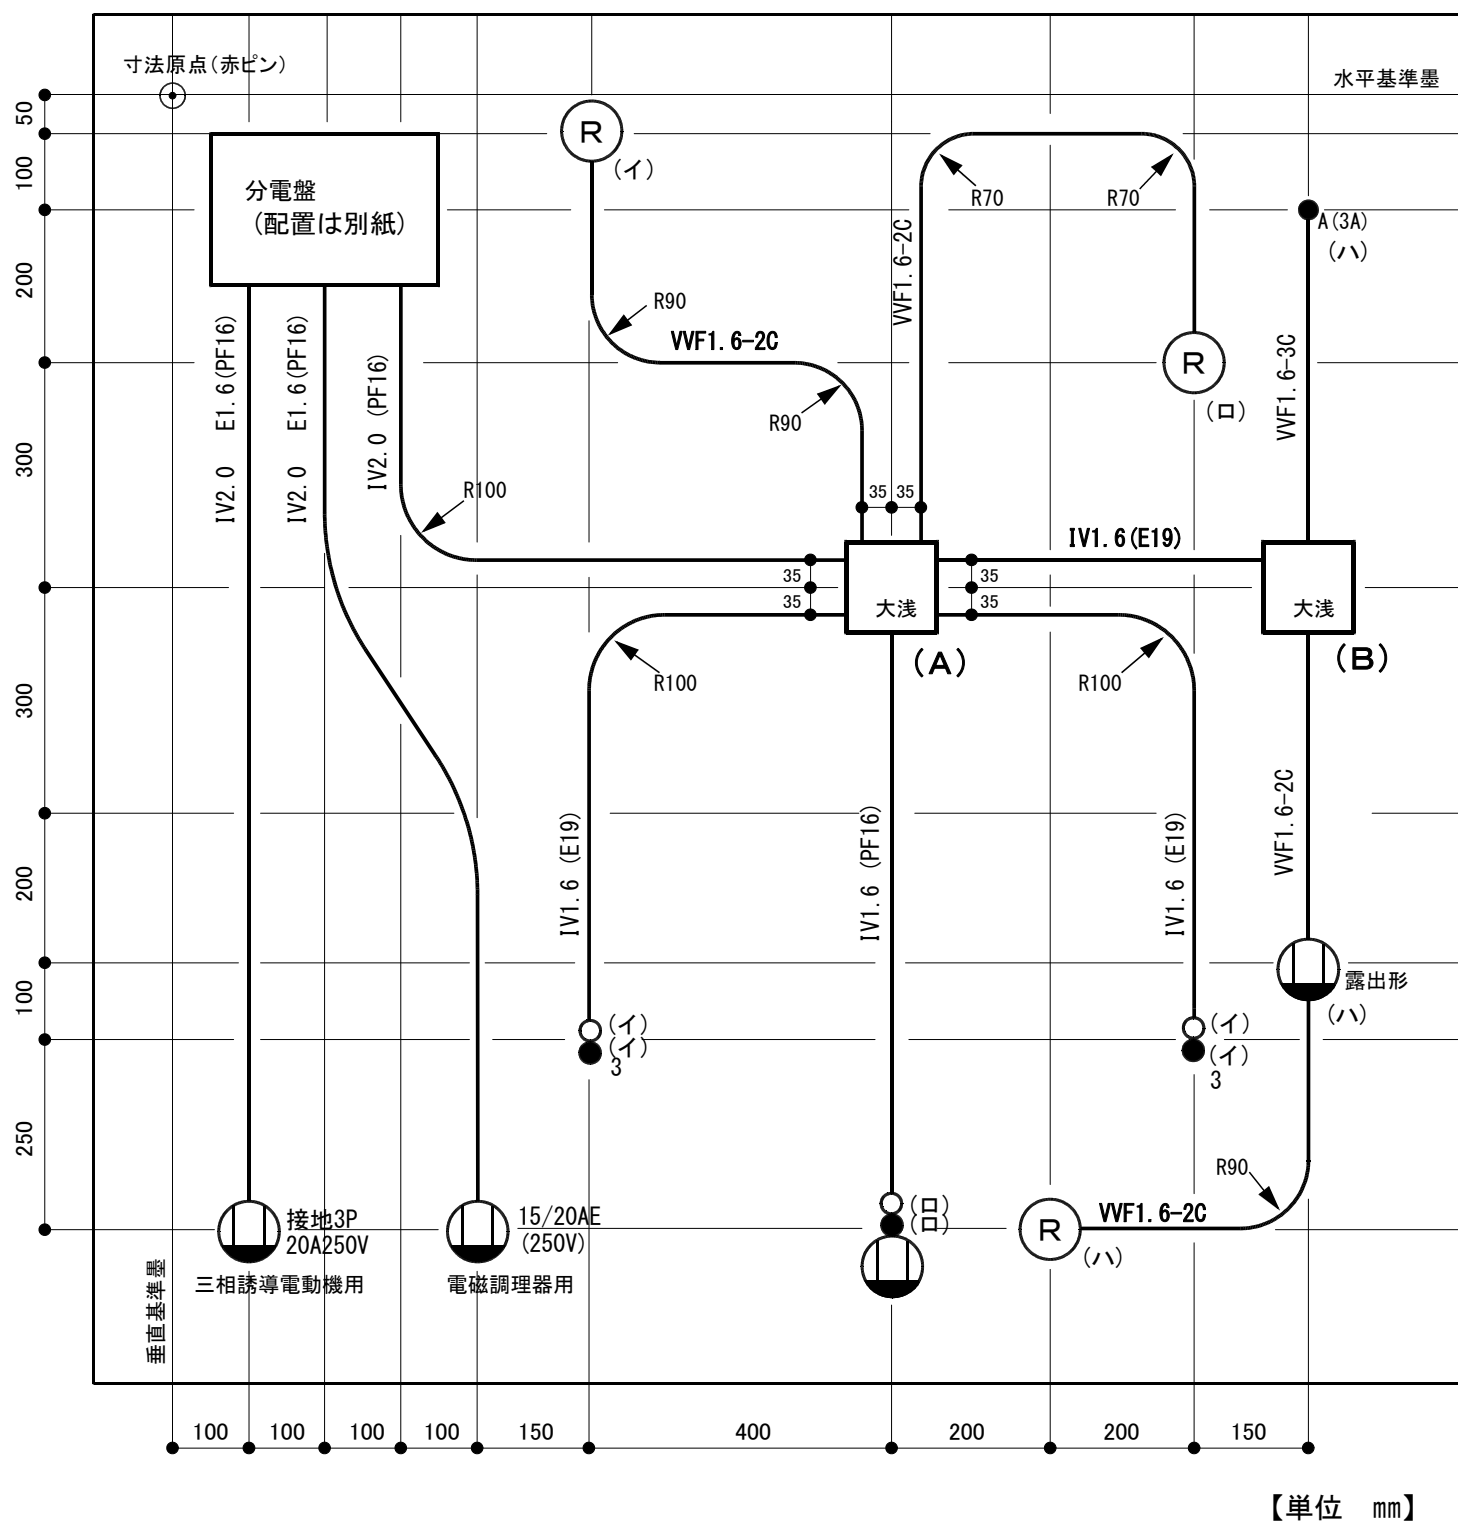 寸法原点(赤ピン)
水平基準墨
50
100
200
300
300
200
100
250
分電盤
(配置は別紙)
R
(イ)
R70
R70
A(3A)
(ハ)
VVF1.6-2C
R90
VVF1.6-2C
R90
R
(ロ)
VVF1.6-3C
IV2.0 E1.6(PF16)
IV2.0 E1.6(PF16)
IV2.0 (PF16)
R100
35 35
IV1.6(E19)
35
35
35
35
大浅
(A)
大浅
(B)
R100
R100
IV1.6 (E19)
IV1.6 (PF16)
IV1.6 (E19)
VVF1.6-2C
露出形
(ハ)
(イ)
(イ)
3
(イ)
(イ)
3
R90
接地3P
20A250V
三相誘導電動機用
15/20AE
(250V)
電磁調理器用
(ロ)
(ロ)
R
(ハ)
VVF1.6-2C
垂直基準墨
100 100 100 100 150 400 200 200 150
【単位 mm】